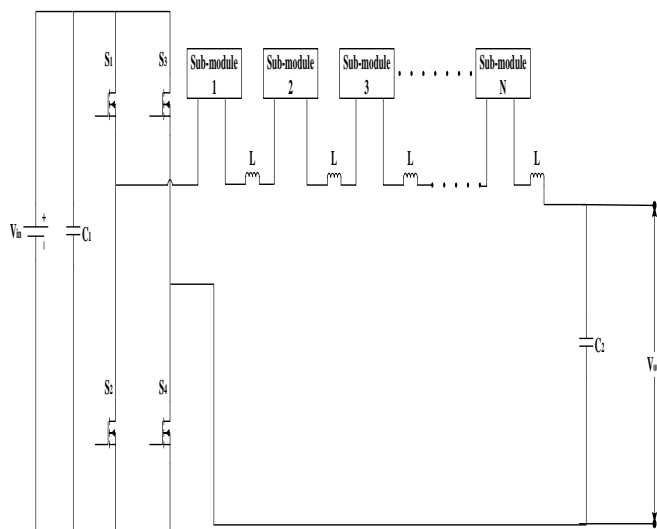 S1
S3
Sub-module
1
Sub-module
2
Sub-module
3
Sub-module
N
L
L
L
L
Vin
+
C1
C2
Vo
S2
S4